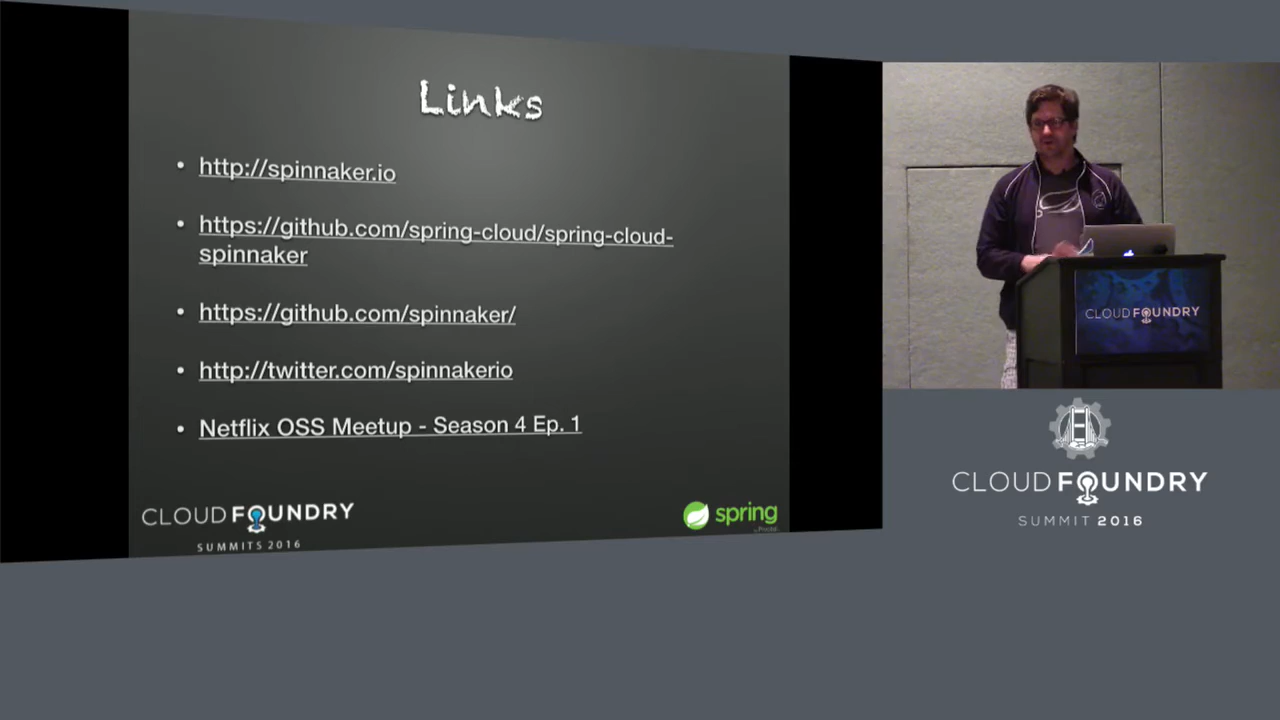 Links
• http://spinnaker.io
• https://github.com/spring-cloud/spring-cloud-
spinnaker
• https://github.com/spinnaker/
• http://twitter.com/spinnakerio
• Netflix OSS Meetup - Season 4 Ep. 1
CLOUD FOUNDRY
SUMMITS 2016
spring
CLOUD FOUNDRY
CLOUD FOUNDRY
SUMMIT 2016